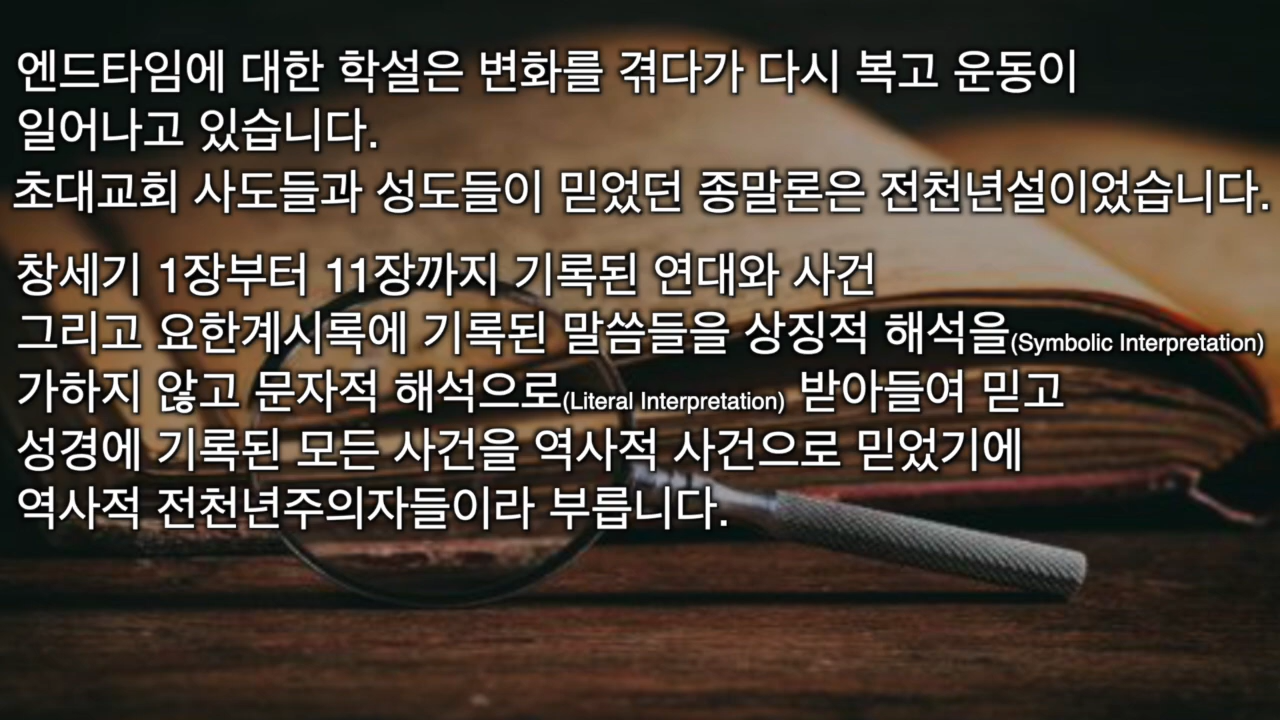 엔드타임에 대한 학설은 변화를 겪다가 다시 복고 운동이
일어나고 있습니다.
초대교회 사도들과 성도들이 믿었던 종말론은 전천년설이었습니다.
창세기 1장부터 11장까지 기록된 연대와 사건
그리고 요한계시록에 기록된 말씀들을 상징적 해석을(Symbolic Interpretation)
가하지 않고 문자적 해석으로(Literal Interpretation) 받아들여 믿고
성경에 기록된 모든 사건을 역사적 사건으로 믿었기에
역사적 전천년주의자들이라 부릅니다.